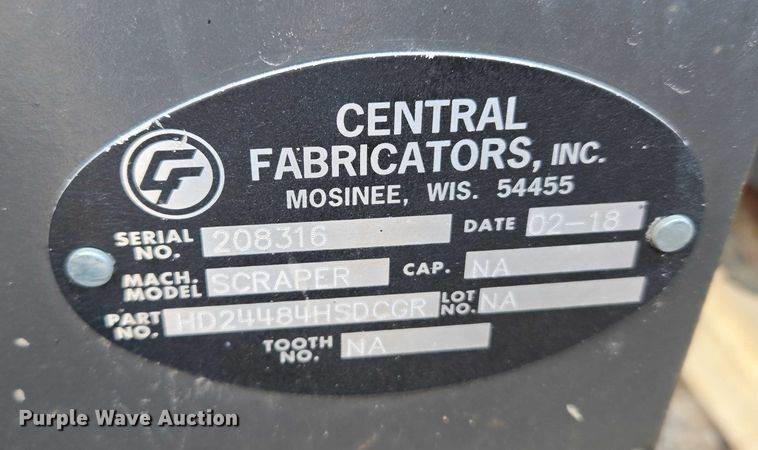 CENTRAL
FABRICATORS, INC.
MOSINEE, WIS. 54455
SERIAL NO. 208316 DATE 02-18
MACH. MODEL SCRAPER CAP. NA
PART NO. HD24484HSDCGR LOT NO. NA
TOOTH NO. NA
Purple Wave Auction